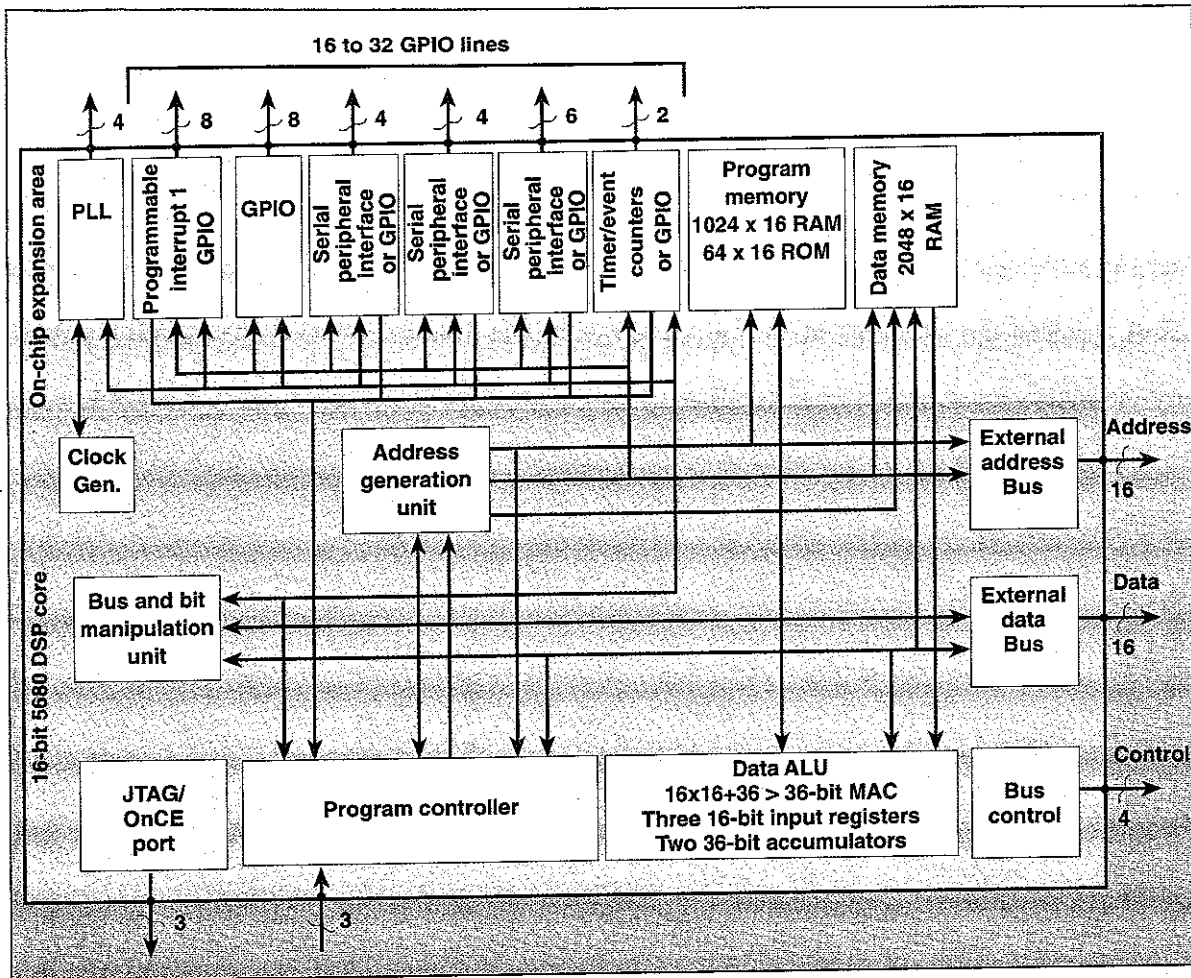 16 to 32 GPIO lines
4
8
8
4
4
6
2
On-chip expansion area
PLL
Programmable
interrupt 1
GPIO
GPIO
Serial
peripheral
interface
or GPIO
Serial
peripheral
interface
or GPIO
Serial
peripheral
interface
or GPIO
Timer/event
counters
or GPIO
Program
memory
1024 x 16 RAM
64 x 16 ROM
Data memory
2048 x 16
RAM
Clock
Gen.
Address
generation
unit
External
address
Bus
Address
16
16-bit 5680 DSP core
Bus and bit
manipulation
unit
External
data
Bus
Data
16
JTAG/
OnCE
port
Program controller
Data ALU
16x16+36 > 36-bit MAC
Three 16-bit input registers
Two 36-bit accumulators
Bus
control
Control
4
3
3